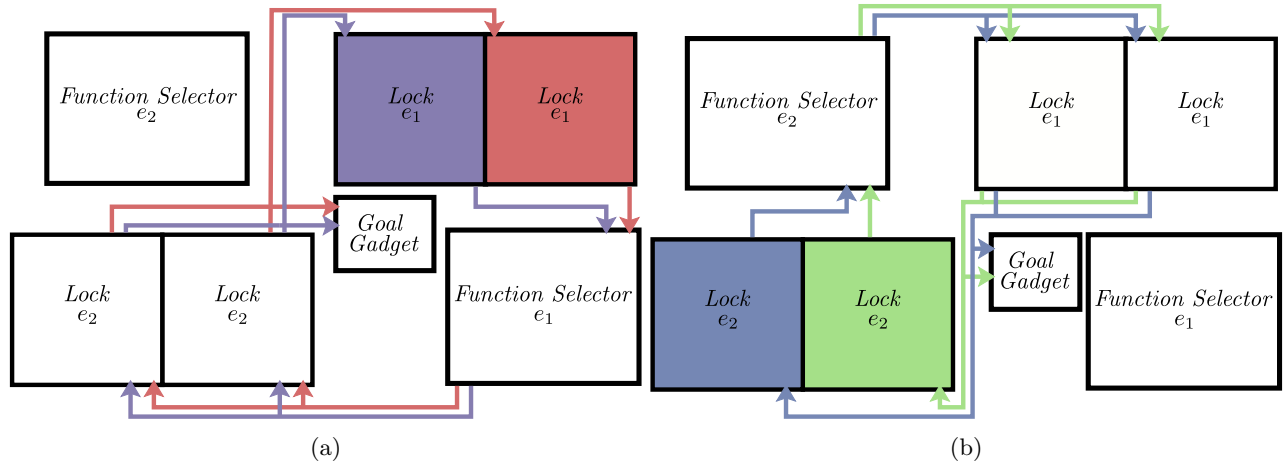 Function Selector
e₂
Lock
e₁
Lock
e₁
Goal
Gadget
Lock
e₂
Lock
e₂
Function Selector
e₁
(a)
Function Selector
e₂
Lock
e₁
Lock
e₁
Lock
e₂
Lock
e₂
Goal
Gadget
Function Selector
e₁
(b)